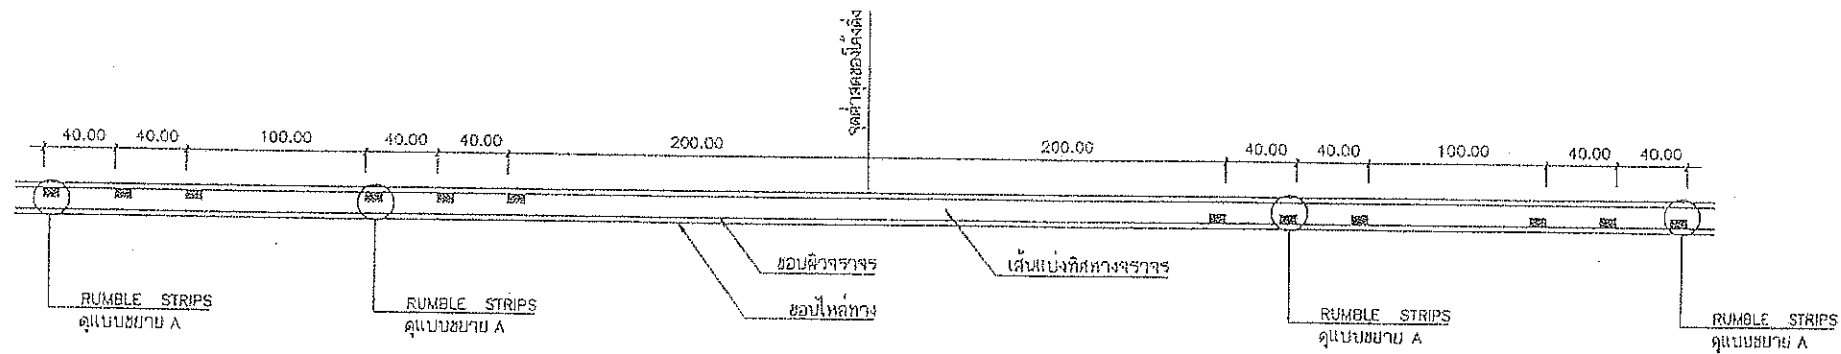 จุดต่ำสุดของโค้งดิ่ง
40.00 40.00 100.00 40.00 40.00 200.00 200.00 40.00 40.00 100.00 40.00 40.00
ขอบผิวจราจร
เส้นแบ่งทิศทางจราจร
ขอบไหล่ทาง
RUMBLE STRIPS
ดูแบบขยาย A
RUMBLE STRIPS
ดูแบบขยาย A
RUMBLE STRIPS
ดูแบบขยาย A
RUMBLE STRIPS
ดูแบบขยาย A